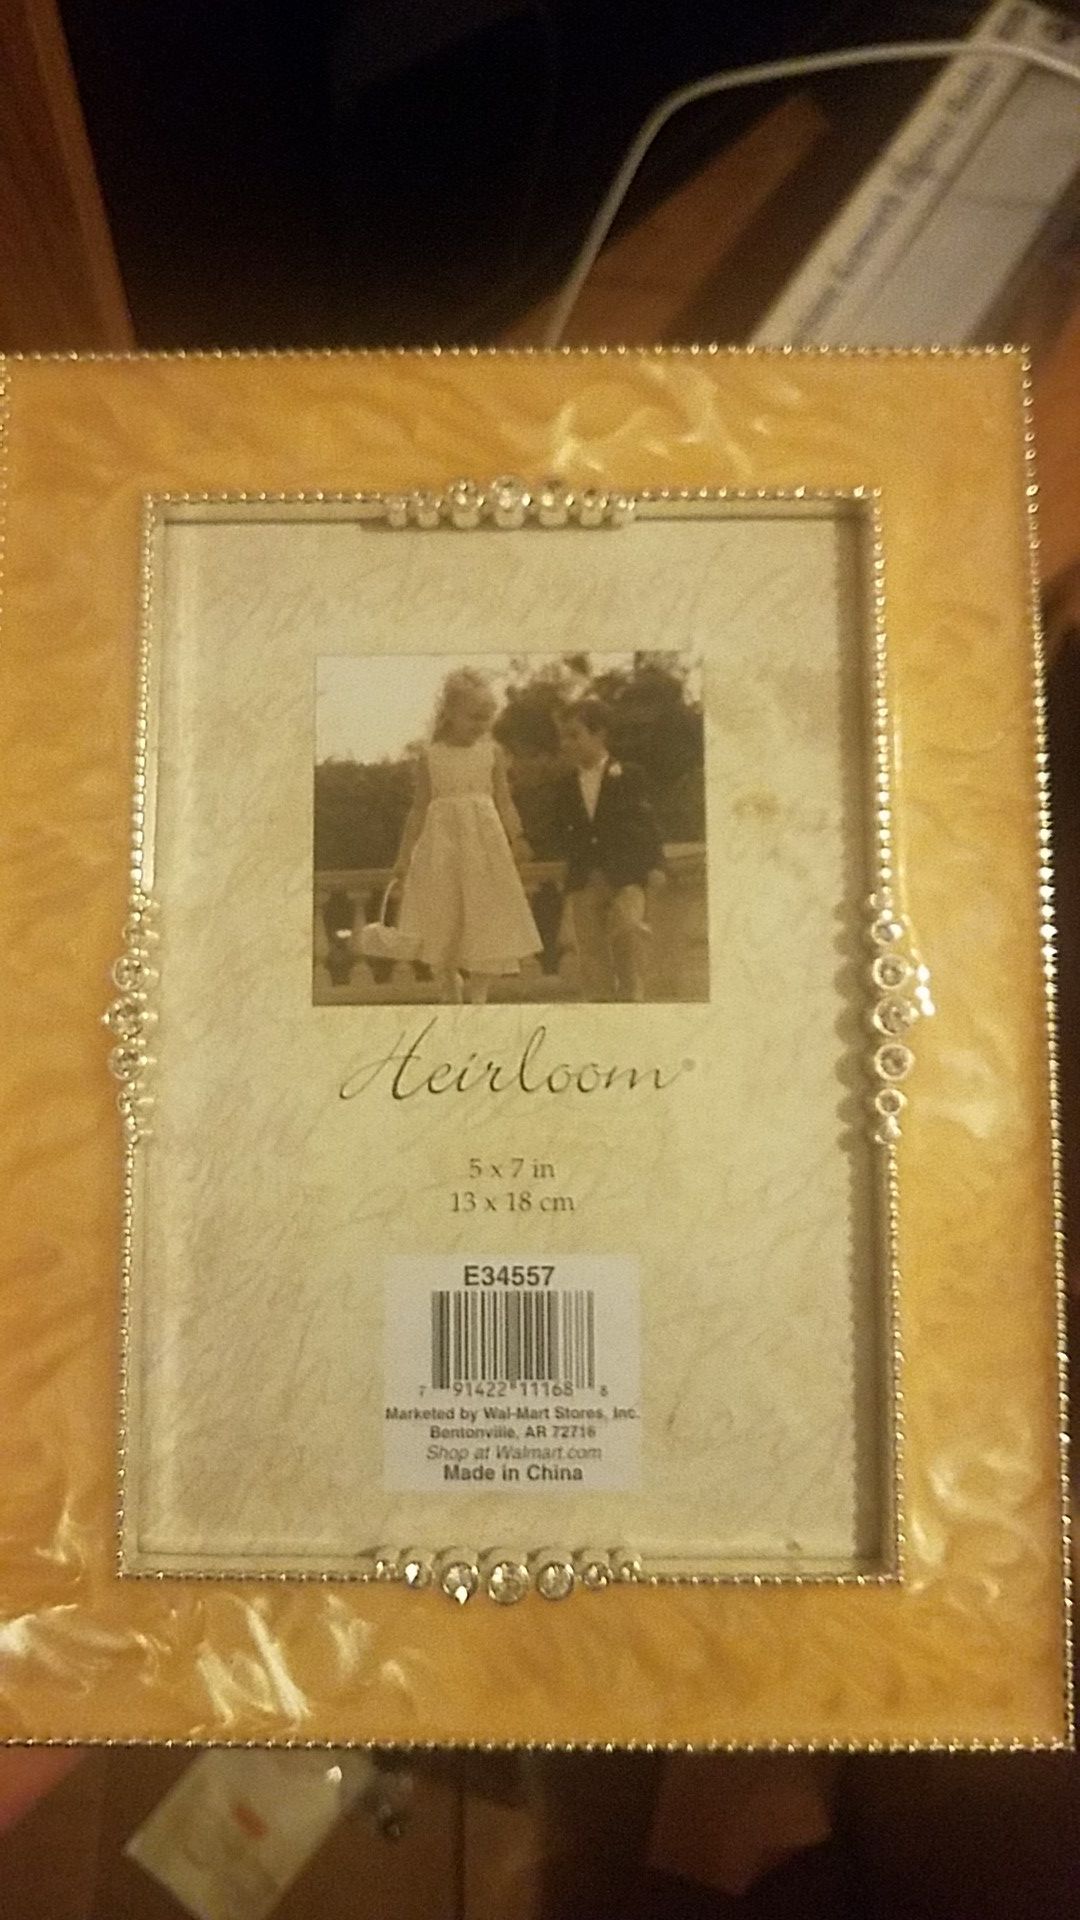 Heirloom®
5 x 7 in
13 x 18 cm
E34557
7 91422 11168 8
Marketed by Wal-Mart Stores, Inc.
Bentonville, AR 72716
Shop at Walmart.com
Made in China